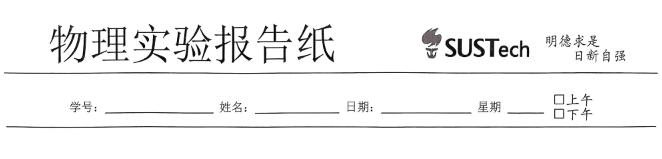 物理实验报告纸
SUSTech
明德求是
日新自强
学号: 姓名: 日期: 星期 □上午
□下午